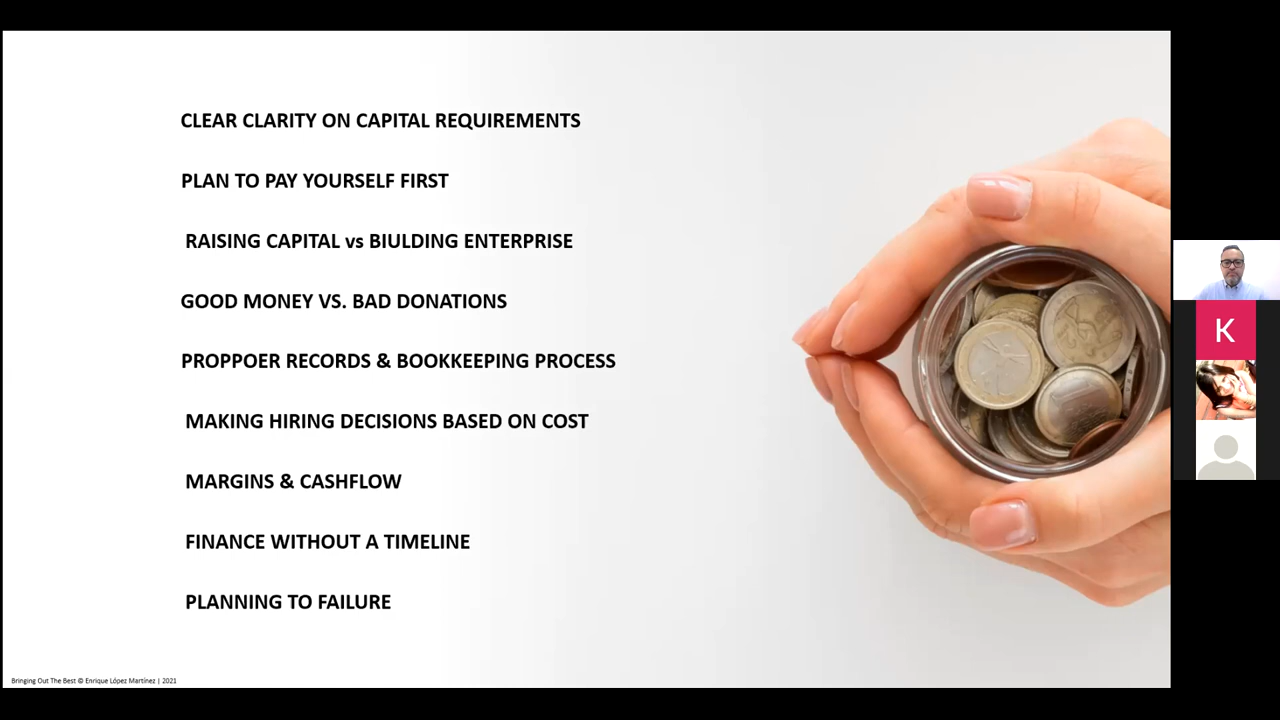 CLEAR CLARITY ON CAPITAL REQUIREMENTS
PLAN TO PAY YOURSELF FIRST
RAISING CAPITAL vs BIULDING ENTERPRISE
GOOD MONEY VS. BAD DONATIONS
PROPPOER RECORDS & BOOKKEEPING PROCESS
MAKING HIRING DECISIONS BASED ON COST
MARGINS & CASHFLOW
FINANCE WITHOUT A TIMELINE
PLANNING TO FAILURE
Bringing Out The Best © Enrique López Martínez | 2021
K